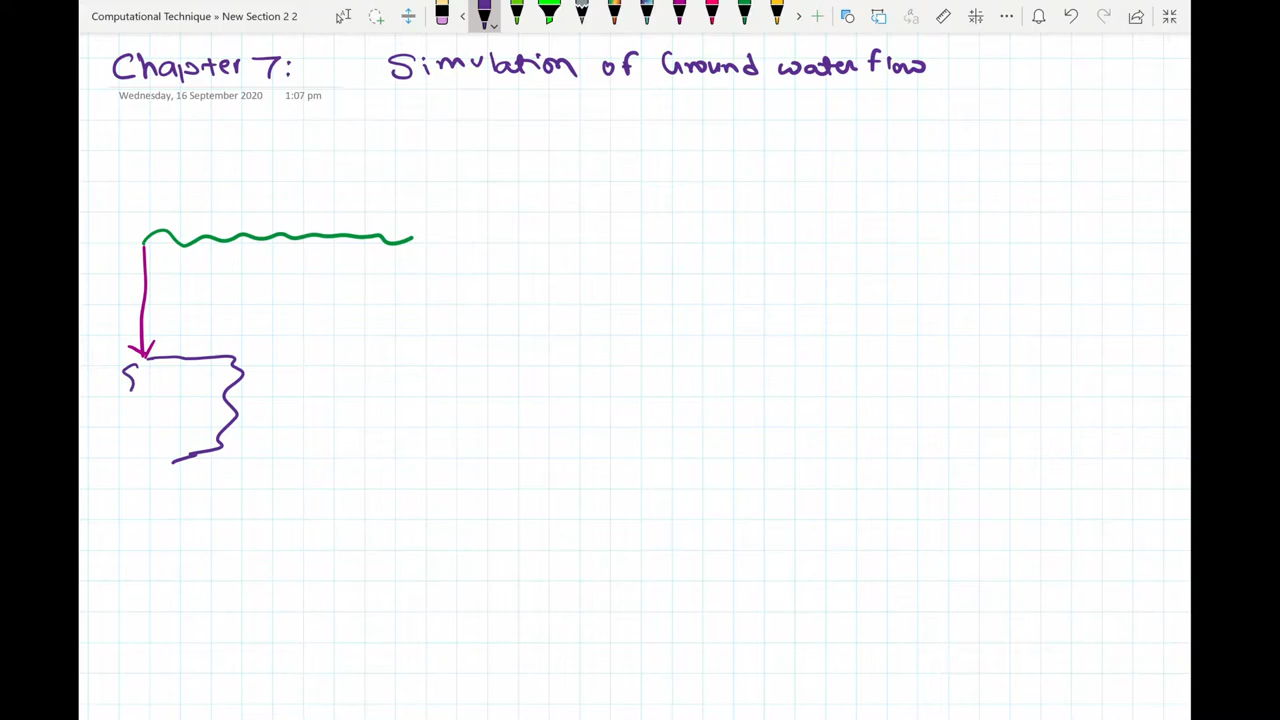 Computational Technique » New Section 2 2
Chapter 7: Simulation of Ground water flow
Wednesday, 16 September 2020 1:07 pm